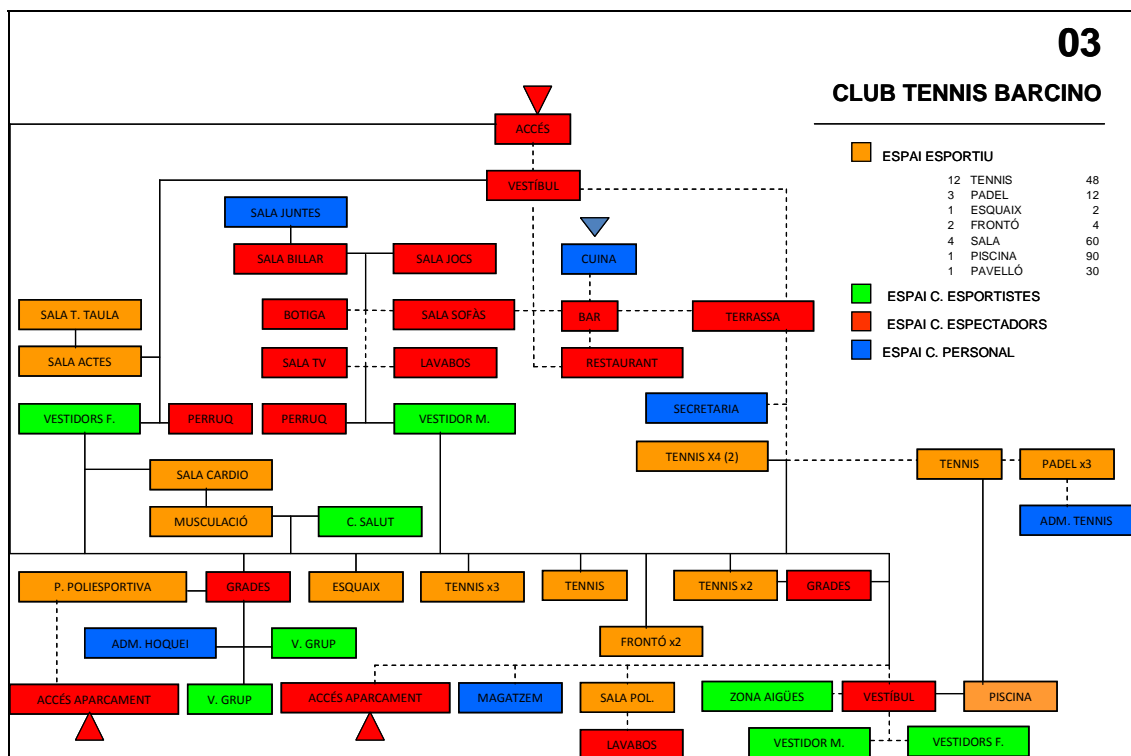 03
CLUB TENNIS BARCINO
ACCÉS
ESPAI ESPORTIU
12 TENNIS 48
3 PADEL 12
1 ESQUAIX 2
2 FRONTÓ 4
4 SALA 60
1 PISCINA 90
1 PAVELLÓ 30
ESPAI C. ESPORTISTES
ESPAI C. ESPECTADORS
ESPAI C. PERSONAL
VESTÍBUL
SALA JUNTES
SALA BILLAR
SALA JOCS
CUINA
SALA T. TAULA
BOTIGA
SALA SOFÀS
BAR
TERRASSA
SALA ACTES
SALA TV
LAVABOS
RESTAURANT
VESTIDORS F.
PERRUQ
PERRUQ
VESTIDOR M.
SECRETARIA
SALA CARDIO
TENNIS X4 (2)
TENNIS
PADEL x3
MUSCULACIÓ
C. SALUT
ADM. TENNIS
P. POLIESPORTIVA
GRADES
ESQUAIX
TENNIS x3
TENNIS
TENNIS x2
GRADES
ADM. HOQUEI
V. GRUP
FRONTÓ x2
ACCÉS APARCAMENT
V. GRUP
ACCÉS APARCAMENT
MAGATZEM
SALA POL.
ZONA AIGÜES
VESTÍBUL
PISCINA
LAVABOS
VESTIDOR M.
VESTIDORS F.